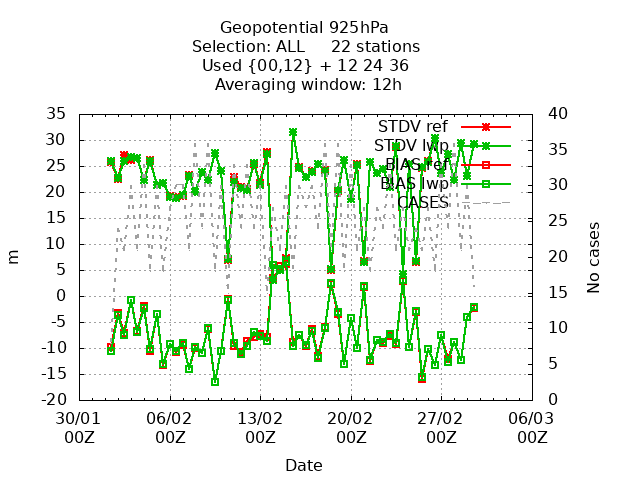 Geopotential 925hPa
Selection: ALL 22 stations
Used {00,12} + 12 24 36
Averaging window: 12h
35 40
30 35
25 30
20 25
15 20
10 15
5 10
0 5
-5 0
-10
-15
-20
STDV ref
STDV lwp
BIAS ref
BIAS lwp
CASES
m
No cases
30/01 06/02 13/02 20/02 27/02 06/03
00Z 00Z 00Z 00Z 00Z 00Z
Date